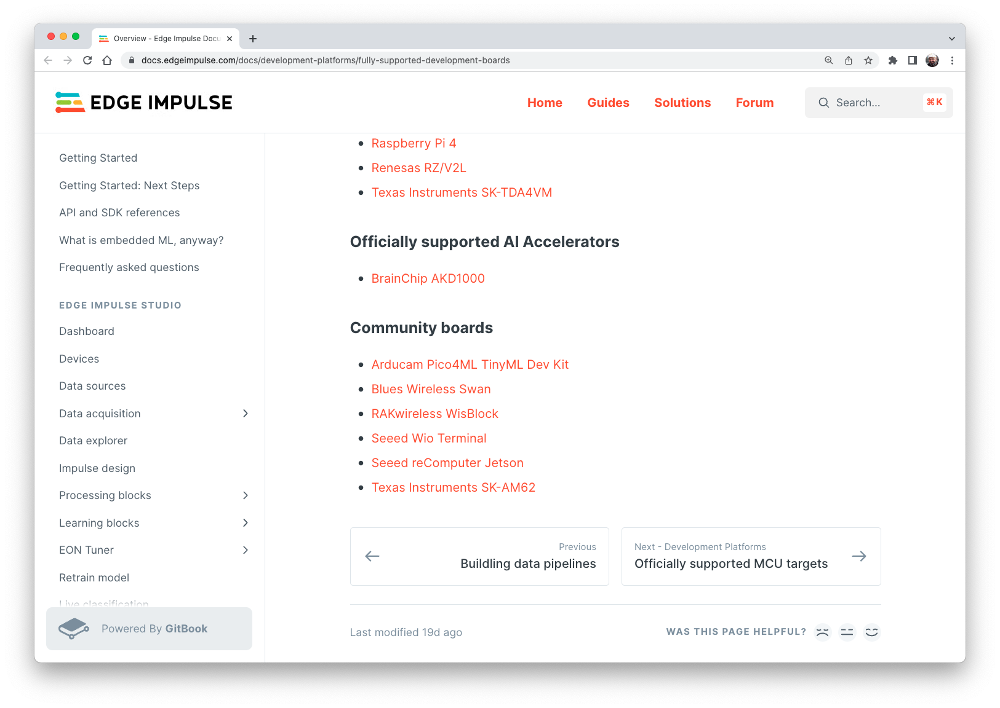 Overview - Edge Impulse Docu
docs.edgeimpulse.com/docs/development-platforms/fully-supported-development-boards
EDGE IMPULSE
Home
Guides
Solutions
Forum
Search...
⌘K
Getting Started
Getting Started: Next Steps
API and SDK references
What is embedded ML, anyway?
Frequently asked questions
EDGE IMPULSE STUDIO
Dashboard
Devices
Data sources
Data acquisition
Data explorer
Impulse design
Processing blocks
Learning blocks
EON Tuner
Retrain model
Live classification
Powered By GitBook
Raspberry Pi 4
Renesas RZ/V2L
Texas Instruments SK-TDA4VM
Officially supported AI Accelerators
BrainChip AKD1000
Community boards
Arducam Pico4ML TinyML Dev Kit
Blues Wireless Swan
RAKwireless WisBlock
Seeed Wio Terminal
Seeed reComputer Jetson
Texas Instruments SK-AM62
Previous
Buildling data pipelines
Next - Development Platforms
Officially supported MCU targets
Last modified 19d ago
WAS THIS PAGE HELPFUL?